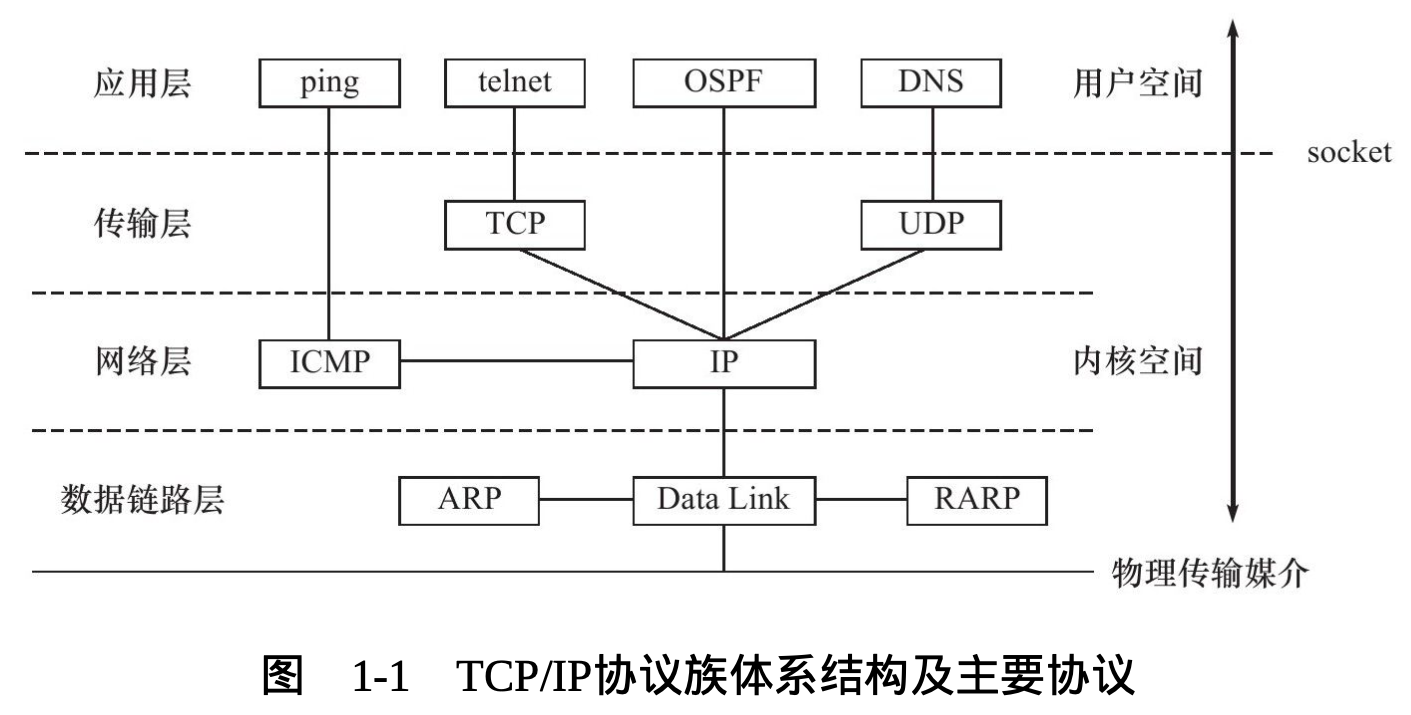 应用层 ping telnet OSPF DNS 用户空间
socket
传输层 TCP UDP
网络层 ICMP IP 内核空间
数据链路层 ARP Data Link RARP
物理传输媒介
图 1-1 TCP/IP协议族体系结构及主要协议